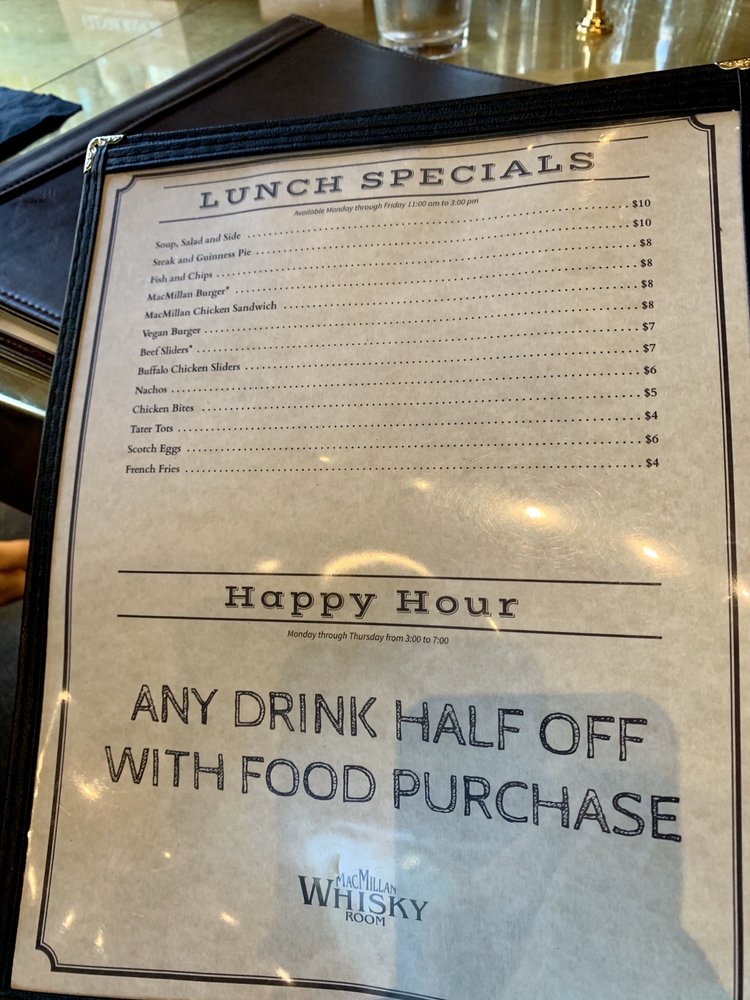 LUNCH SPECIALS
Available Monday through Friday 11:00 am to 3:00 pm
Soup, Salad and Side $10
Steak and Guinness Pie $10
Fish and Chips $8
MacMillan Burger* $8
MacMillan Chicken Sandwich $8
Vegan Burger $8
Beef Sliders* $7
Buffalo Chicken Sliders $7
Nachos $6
Chicken Bites $5
Tater Tots $4
Scotch Eggs $6
French Fries $4
Happy Hour
Monday through Thursday from 3:00 to 7:00
ANY DRINK HALF OFF
WITH FOOD PURCHASE
MACMILLAN
WHISKY
ROOM